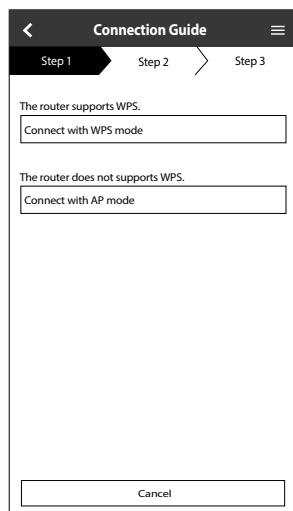 Connection Guide
Step 1
Step 2
Step 3
The router supports WPS.
Connect with WPS mode
The router does not supports WPS.
Connect with AP mode
Cancel